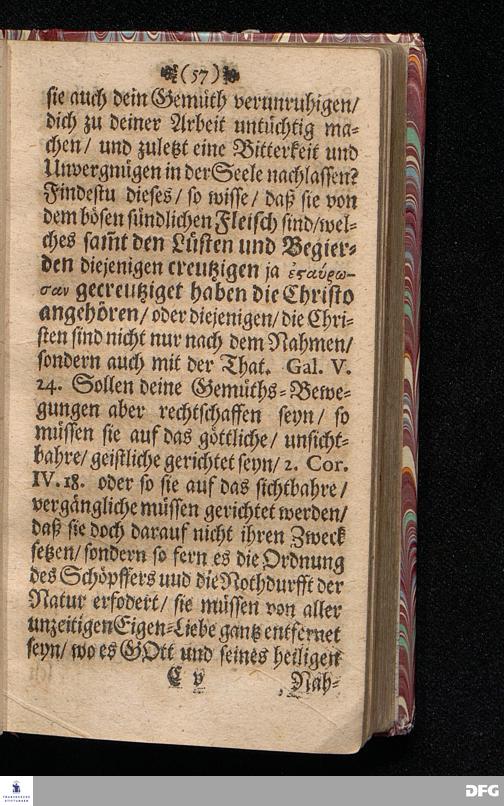 (57)
sie auch dein Gemüth verunruhigen/
dich zu deiner Arbeit untüchtig ma-
chen/ und zuletzt eine Bitterkeit und
Unvergnügen in der Seele nachlassen?
Findestu dieses/ so wisse/ daß sie von
dem bösen sündlichen Fleisch sind/wel-
ches sam̃t den Lüsten und Begier-
den diejenigen creutzigen ja ἐϛαύρω-
σαν gecreutziget haben die Christo
angehören/ oder diejenigen/ die Chri-
sten sind nicht nur nach dem Nahmen/
sondern auch mit der That. Gal. V.
24. Sollen deine Gemüths-Bewe-
gungen aber rechtschaffen seyn/ so
müssen sie auf das göttliche/ unsicht-
bahre/ geistliche gerichtet seyn/ 2. Cor.
IV. 18. oder so sie auf das sichtbahre/
vergängliche müssen gerichtet werden/
daß sie doch darauf nicht ihren Zweck
setzen/ sondern so fern es die Ordnung
des Schöpffers uud die Nothdurfft der
Natur erfodert/ sie müssen von aller
unzeitigen Eigen-Liebe gantz entfernet
seyn/ wo es GOtt und seines heiligen
C v Nah-
FRANCKESCHE
STIFTUNGEN
DFG